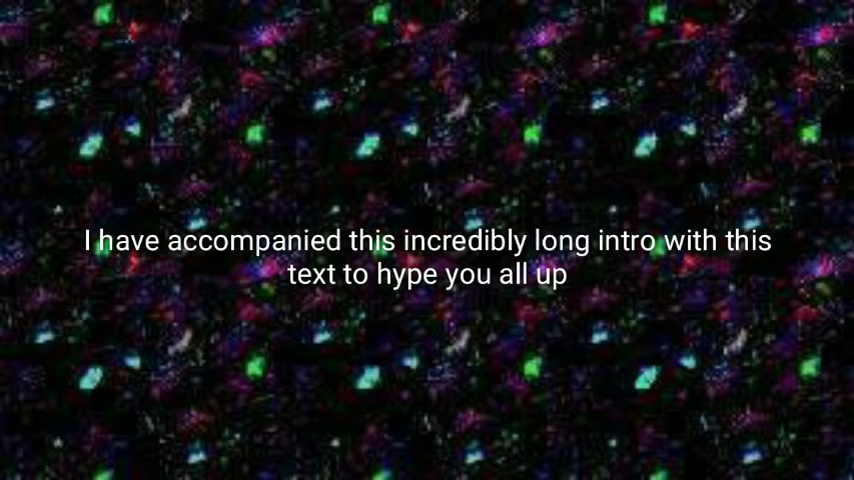 I have accompanied this incredibly long intro with this
text to hype you all up